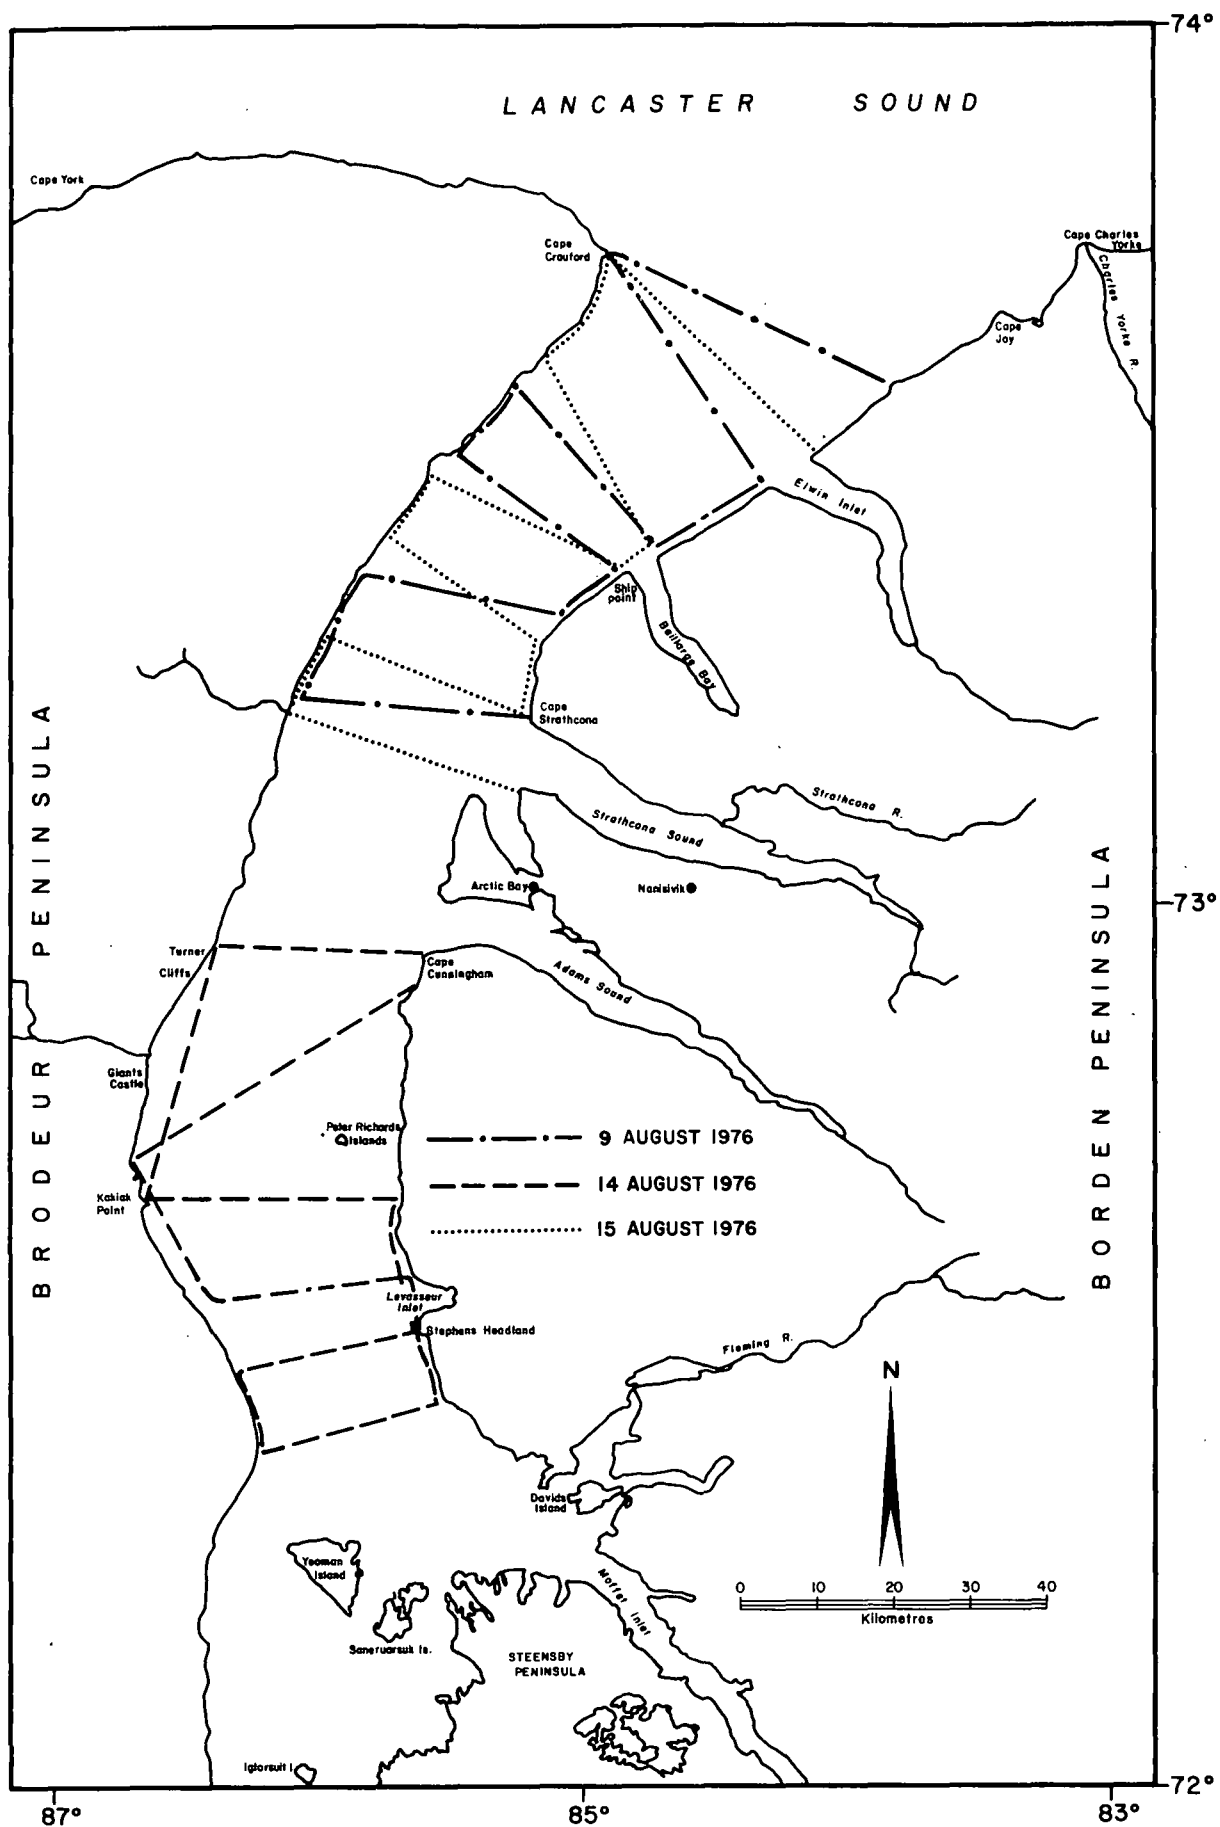 74°
LANCASTER SOUND
Cape York
Cape
Crauford
Cape Charles
Yorke
Charles Yorke R.
Cape
Joy
Elwin Inlet
Ship
point
Baillarge Bay
Cape
Strathcona
BRODEUR PENINSULA
Strathcona R.
Strathcona Sound
Arctic Bay
Nanisivik
73°
BORDEN PENINSULA
Turner
Cliffs
Cape
Cunningham
Adams Sound
Giants
Castle
Peter Richards
Islands
9 AUGUST 1976
14 AUGUST 1976
15 AUGUST 1976
Kakiak
Point
Levasseur
Inlet
Stephens Headland
Fleming R.
N
Davids
Island
Yeoman
Island
Moffet Inlet
0 10 20 30 40
Kilometres
Saneruarsuk Is.
STEENSBY
PENINSULA
Iglorsuit I.
72°
87° 85° 83°